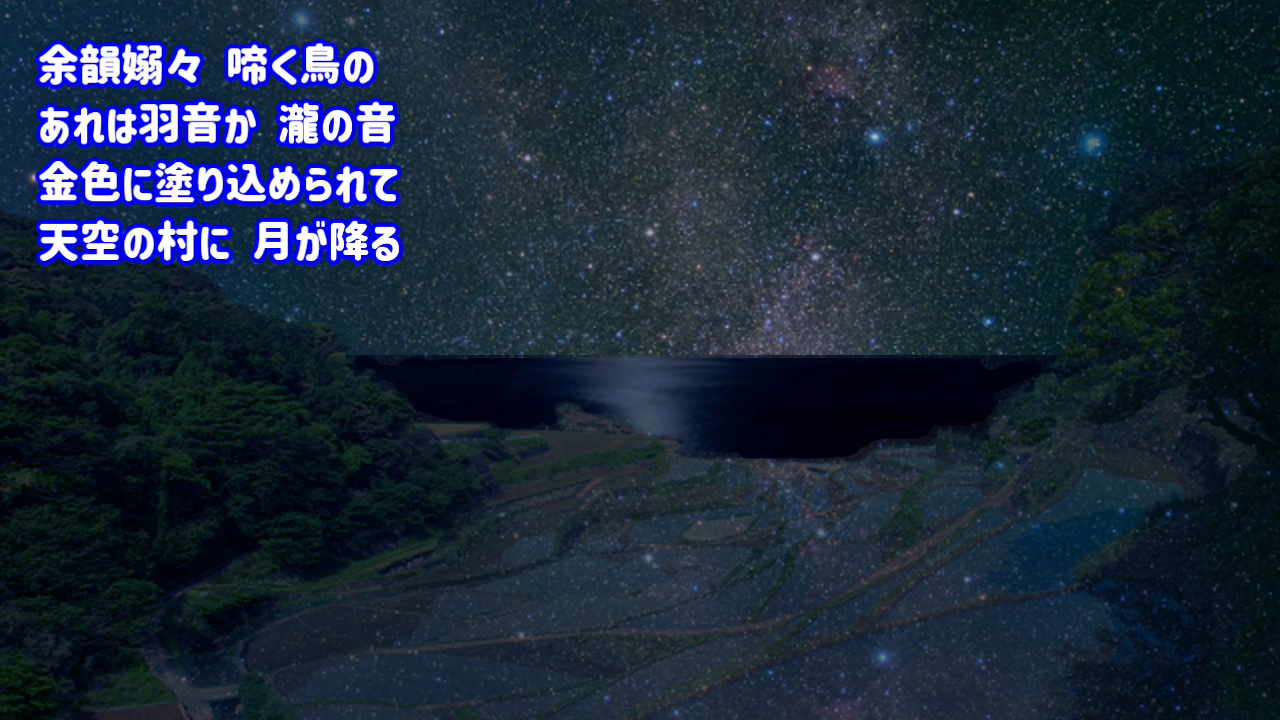 余韻嫋々 啼く鳥の
あれは羽音か 瀧の音
金色に塗り込められて
天空の村に 月が降る